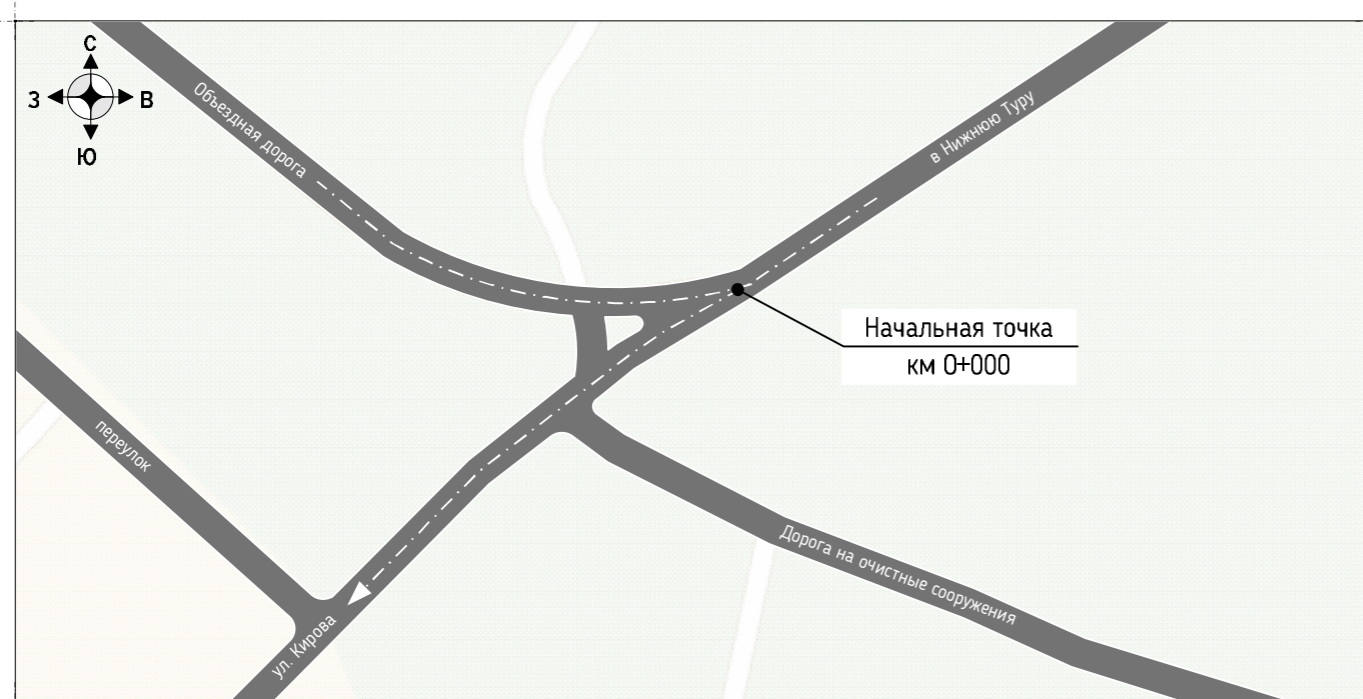 С
З
В
Ю
Объездная дорога
в Нижнюю Туру
Начальная точка
км 0+000
переулок
Дорога на очистные сооружения
ул. Кирова